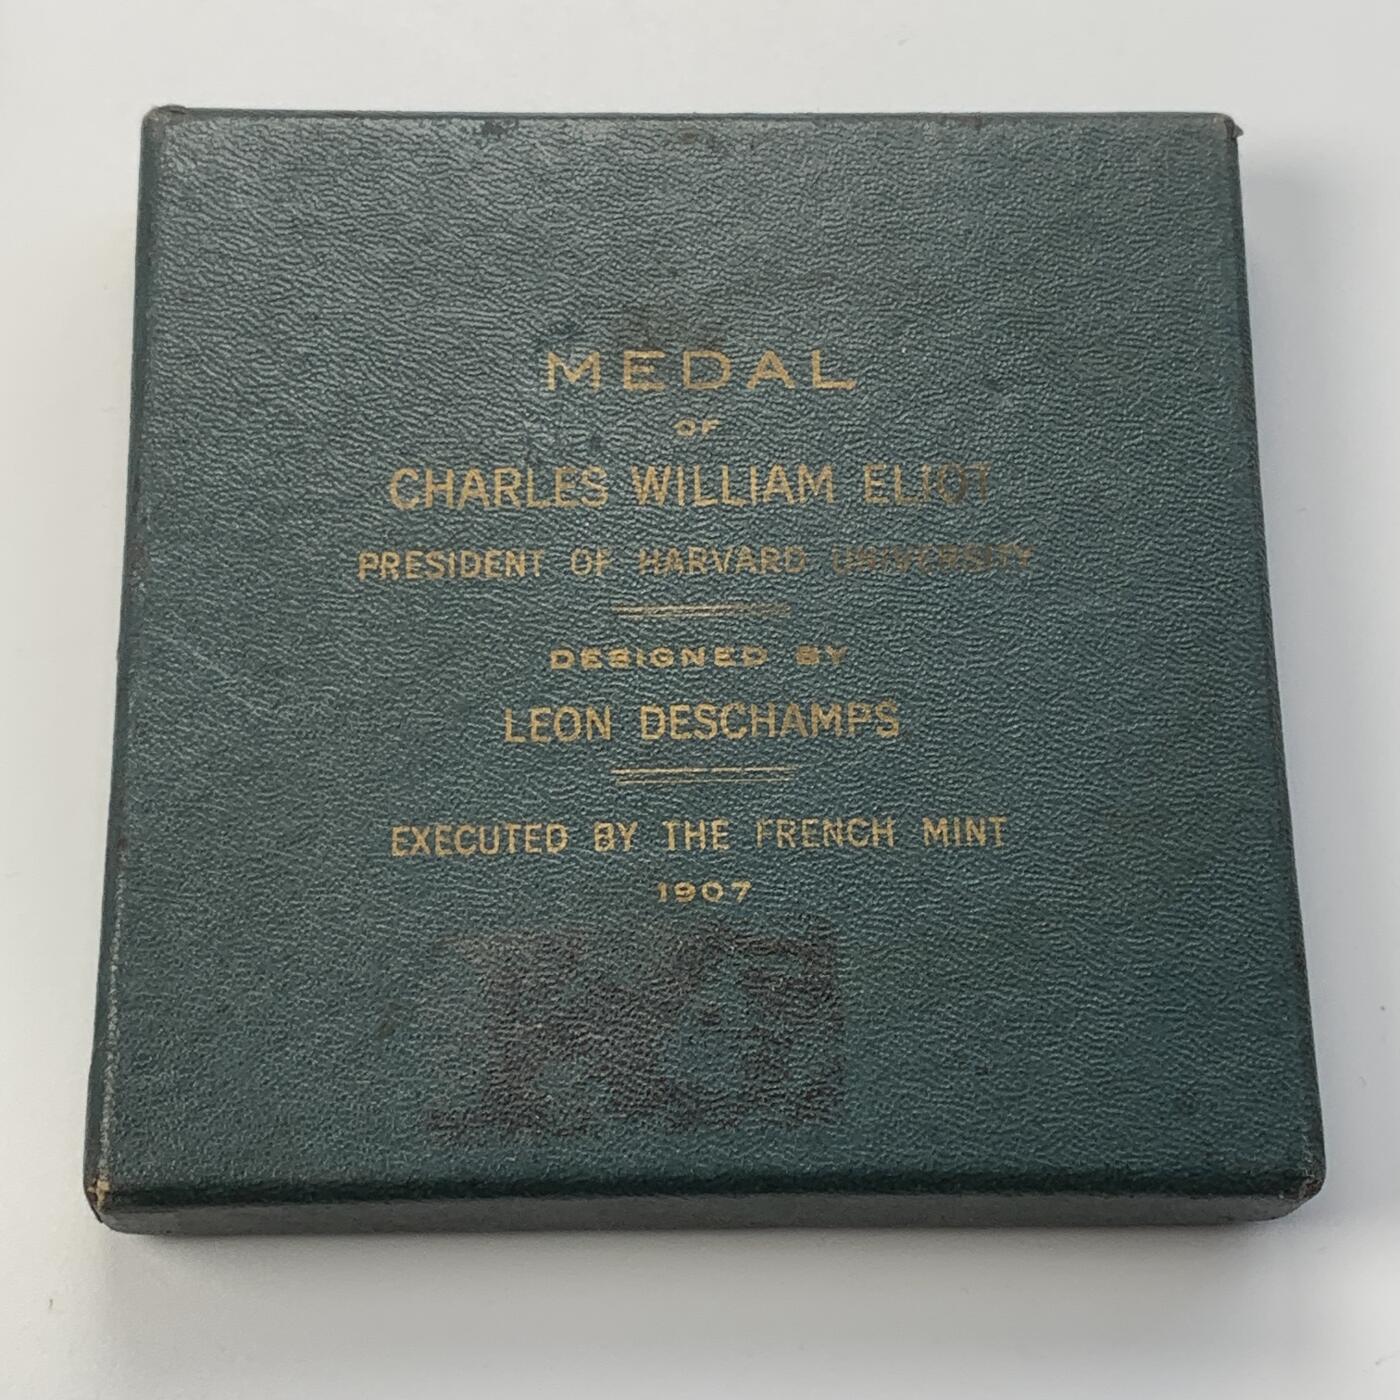 MEDAL
OF
CHARLES WILLIAM ELIOT
PRESIDENT OF HARVARD UNIVERSITY
DESIGNED BY
LEON DESCHAMPS
EXECUTED BY THE FRENCH MINT
1907